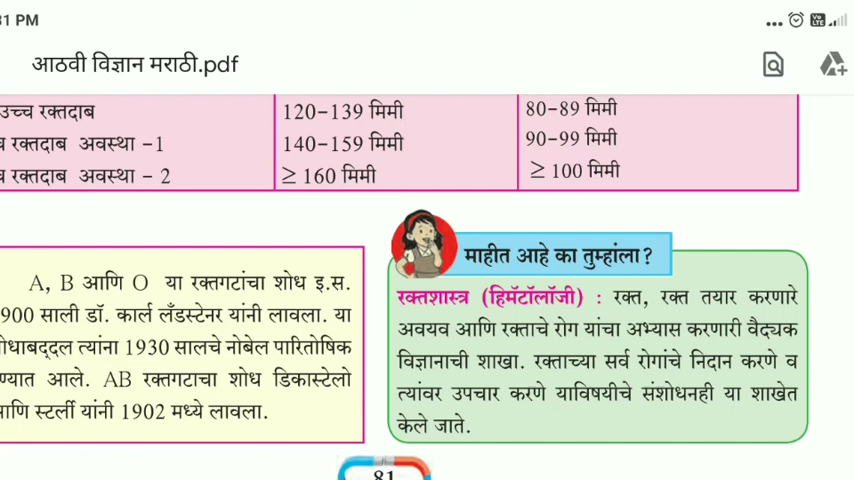 31 PM
आठवी विज्ञान मराठी.pdf
उच्च रक्तदाब 120-139 मिमी 80-89 मिमी
च रक्तदाब अवस्था -1 140-159 मिमी 90-99 मिमी
च रक्तदाब अवस्था - 2 ≥ 160 मिमी ≥ 100 मिमी
A, B आणि O या रक्तगटांचा शोध इ.स.
900 साली डॉ. कार्ल लँडस्टेनर यांनी लावला. या
ोधाबद्दल त्यांना 1930 सालचे नोबेल पारितोषिक
ण्यात आले. AB रक्तगटाचा शोध डिकास्टेलो
ाणि स्टर्ली यांनी 1902 मध्ये लावला.
माहीत आहे का तुम्हांला?
रक्तशास्त्र (हिमॅटॉलॉजी) : रक्त, रक्त तयार करणारे
अवयव आणि रक्ताचे रोग यांचा अभ्यास करणारी वैद्यक
विज्ञानाची शाखा. रक्ताच्या सर्व रोगांचे निदान करणे व
त्यांवर उपचार करणे याविषयीचे संशोधनही या शाखेत
केले जाते.
81